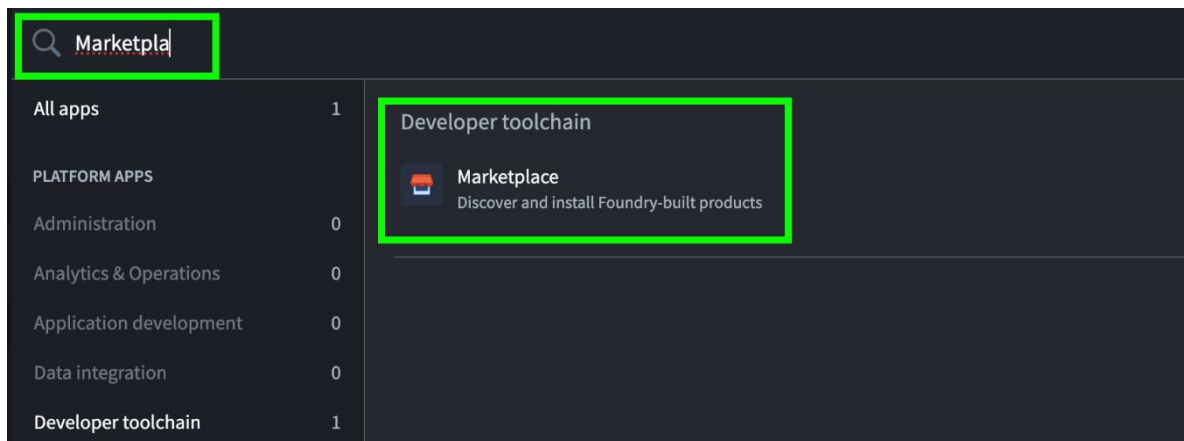 Marketpla
All apps 1
PLATFORM APPS
Administration 0
Analytics & Operations 0
Application development 0
Data integration 0
Developer toolchain 1
Developer toolchain
Marketplace
Discover and install Foundry-built products